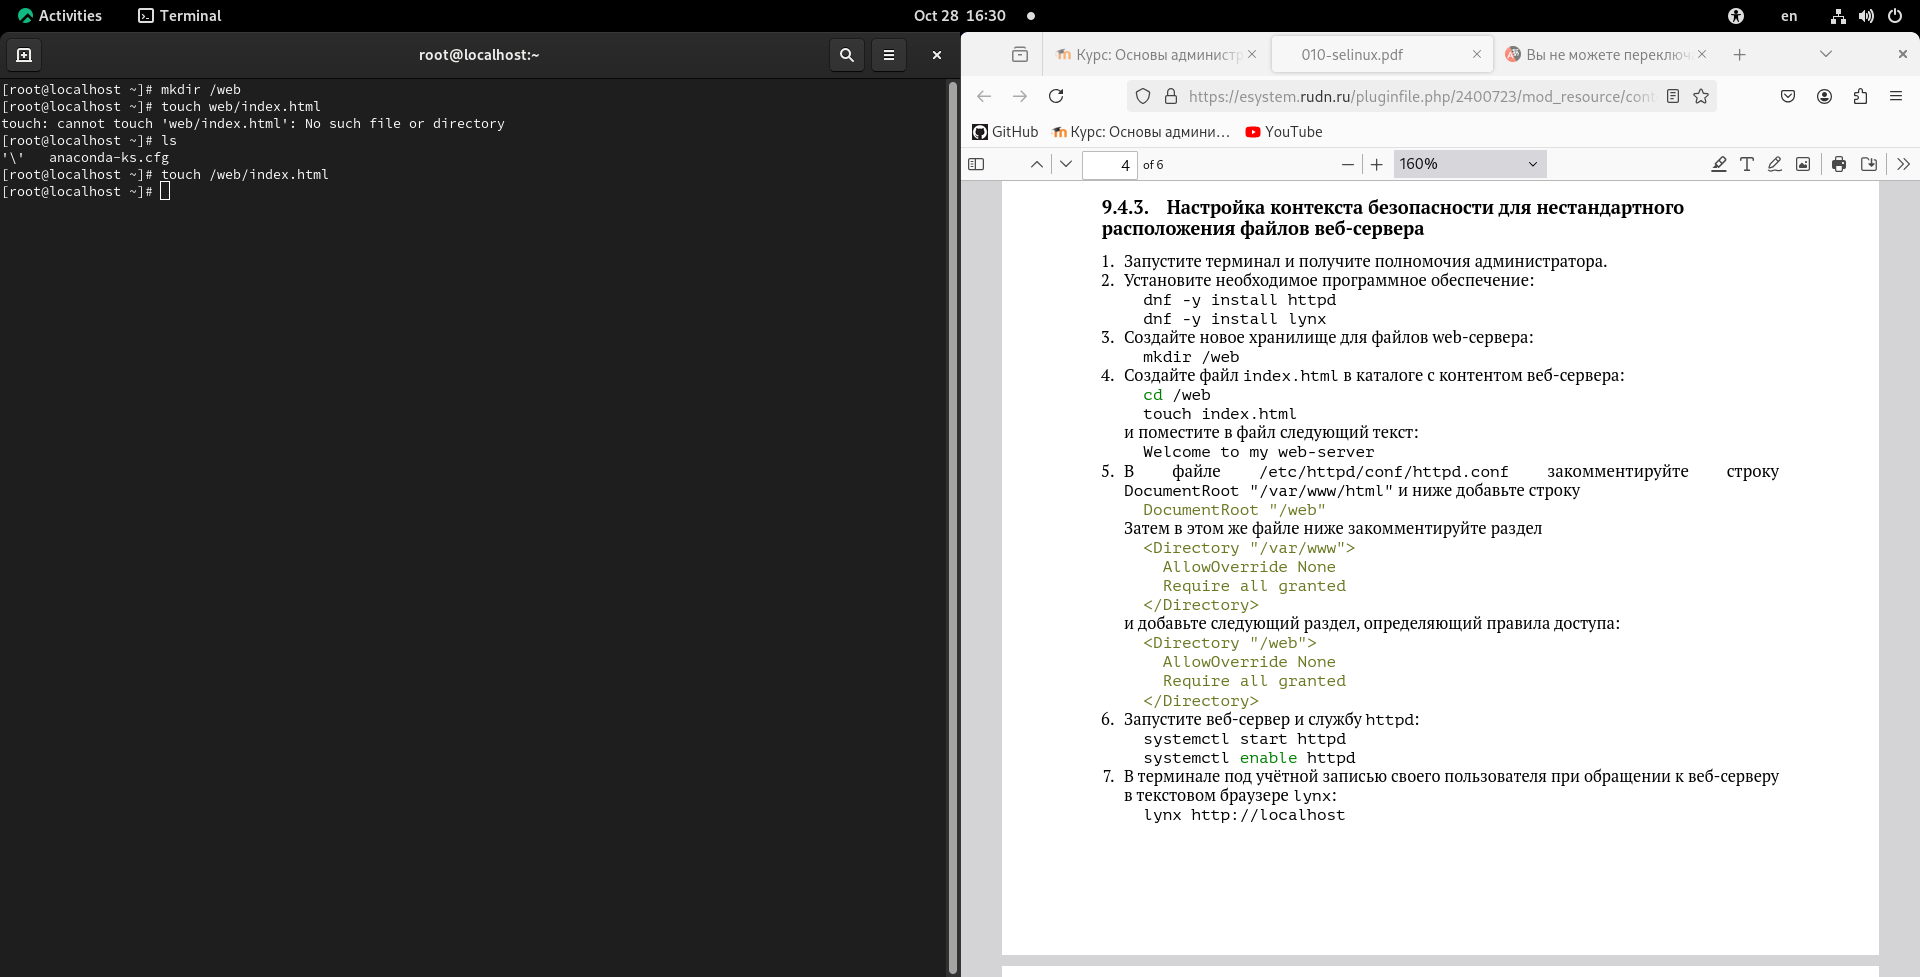 Activities
Terminal
Oct 28 16:30
en
root@localhost:~
[root@localhost ~]# mkdir /web
[root@localhost ~]# touch web/index.html
touch: cannot touch 'web/index.html': No such file or directory
[root@localhost ~]# ls
'\' anaconda-ks.cfg
[root@localhost ~]# touch /web/index.html
[root@localhost ~]#
Курс: Основы администр
010-selinux.pdf
Вы не можете переключ
https://esystem.rudn.ru/pluginfile.php/2400723/mod_resource/cont
GitHub
Курс: Основы админи…
YouTube
4 of 6
160%
9.4.3. Настройка контекста безопасности для нестандартного
расположения файлов веб-сервера
1. Запустите терминал и получите полномочия администратора.
2. Установите необходимое программное обеспечение:
dnf -y install httpd
dnf -y install lynx
3. Создайте новое хранилище для файлов web-сервера:
mkdir /web
4. Создайте файл index.html в каталоге с контентом веб-сервера:
cd /web
touch index.html
и поместите в файл следующий текст:
Welcome to my web-server
5. В файле /etc/httpd/conf/httpd.conf закомментируйте строку
DocumentRoot "/var/www/html" и ниже добавьте строку
DocumentRoot "/web"
Затем в этом же файле ниже закомментируйте раздел
<Directory "/var/www">
AllowOverride None
Require all granted
</Directory>
и добавьте следующий раздел, определяющий правила доступа:
<Directory "/web">
AllowOverride None
Require all granted
</Directory>
6. Запустите веб-сервер и службу httpd:
systemctl start httpd
systemctl enable httpd
7. В терминале под учётной записью своего пользователя при обращении к веб-серверу
в текстовом браузере lynx:
lynx http://localhost